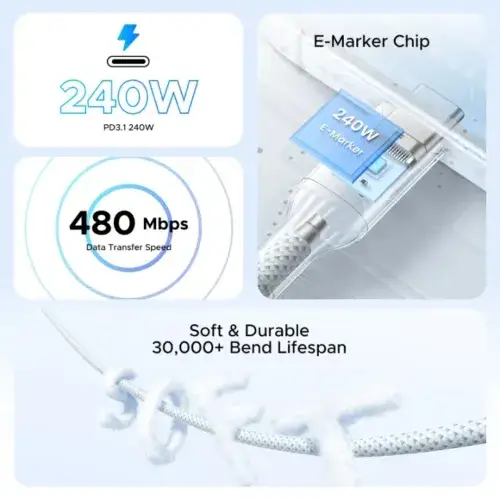 240W
PD3.1 240W
E-Marker Chip
240W
E-Marker
480 Mbps
Data Transfer Speed
Soft & Durable
30,000+ Bend Lifespan
SOFT